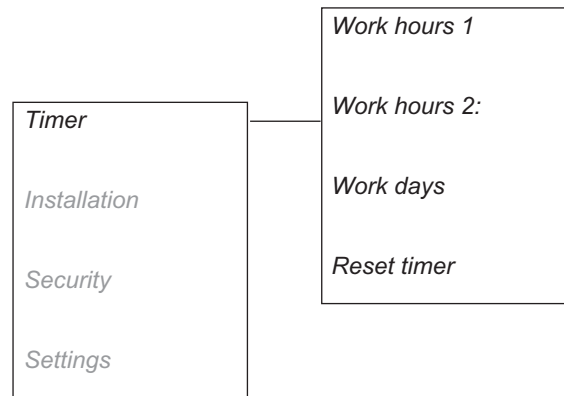 Timer
Installation
Security
Settings
Work hours 1
Work hours 2:
Work days
Reset timer